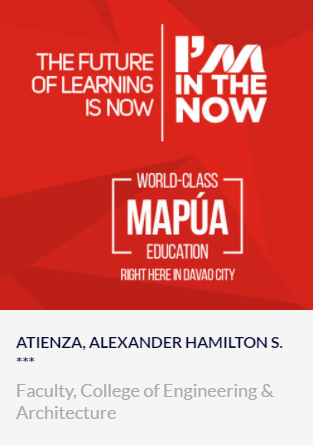 THE FUTURE
OF LEARNING
IS NOW
I'M
IN THE
NOW
WORLD-CLASS
MAPÚA
EDUCATION
RIGHT HERE IN DAVAO CITY
ATIENZA, ALEXANDER HAMILTON S.
***
Faculty, College of Engineering &
Architecture